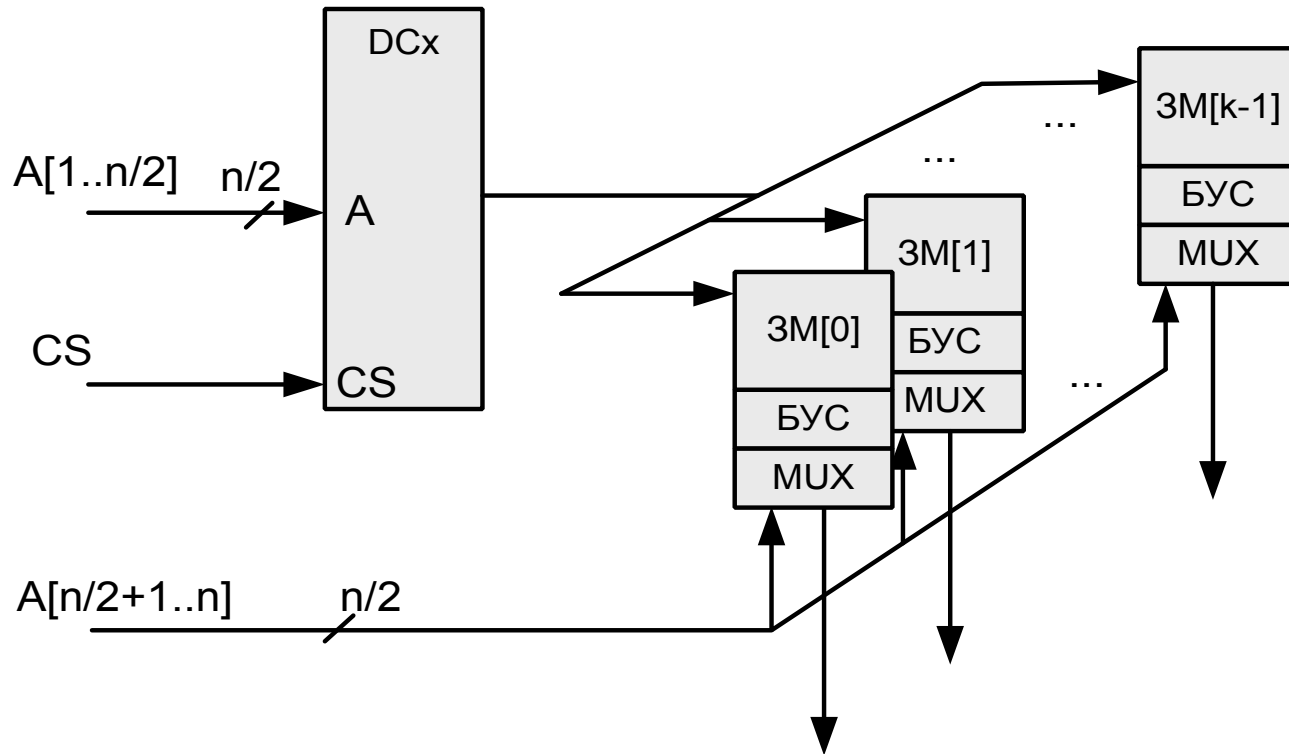 DCx
ЗМ[k-1]
...
A[1..n/2]
n/2
...
БУС
A
ЗМ[1]
MUX
ЗМ[0]
CS
БУС
...
CS
MUX
БУС
MUX
A[n/2+1..n]
n/2